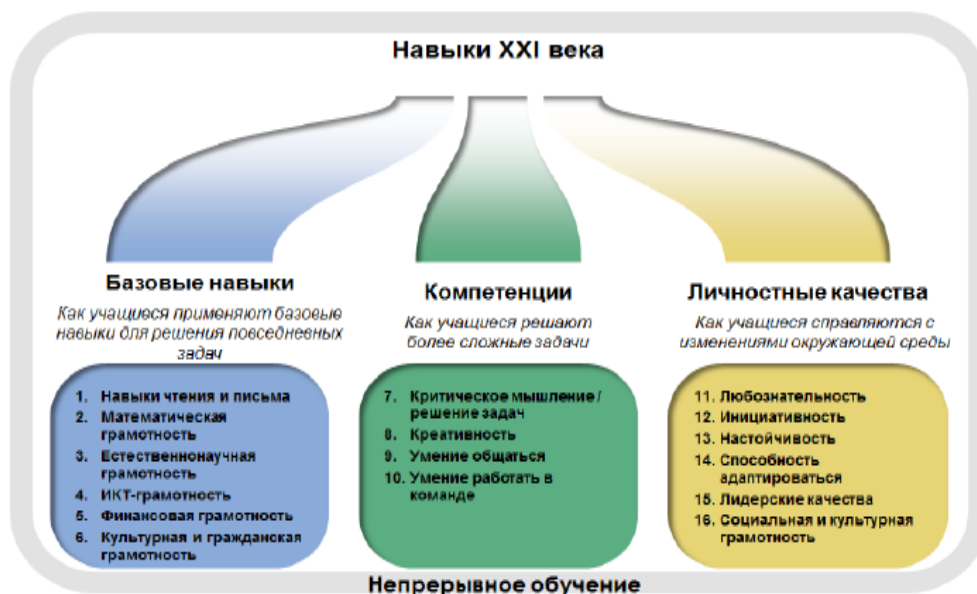 Навыки XXI века
Базовые навыки
Как учащиеся применяют базовые
навыки для решения повседневных
задач
1. Навыки чтения и письма
2. Математическая
грамотность
3. Естественнонаучная
грамотность
4. ИКТ-грамотность
5. Финансовая грамотность
6. Культурная и гражданская
грамотность
Компетенции
Как учащиеся решают
более сложные задачи
7. Критическое мышление /
решение задач
8. Креативность
9. Умение общаться
10. Умение работать в
команде
Личностные качества
Как учащиеся справляются с
изменениями окружающей среды
11. Любознательность
12. Инициативность
13. Настойчивость
14. Способность
адаптироваться
15. Лидерские качества
16. Социальная и культурная
грамотность
Непрерывное обучение